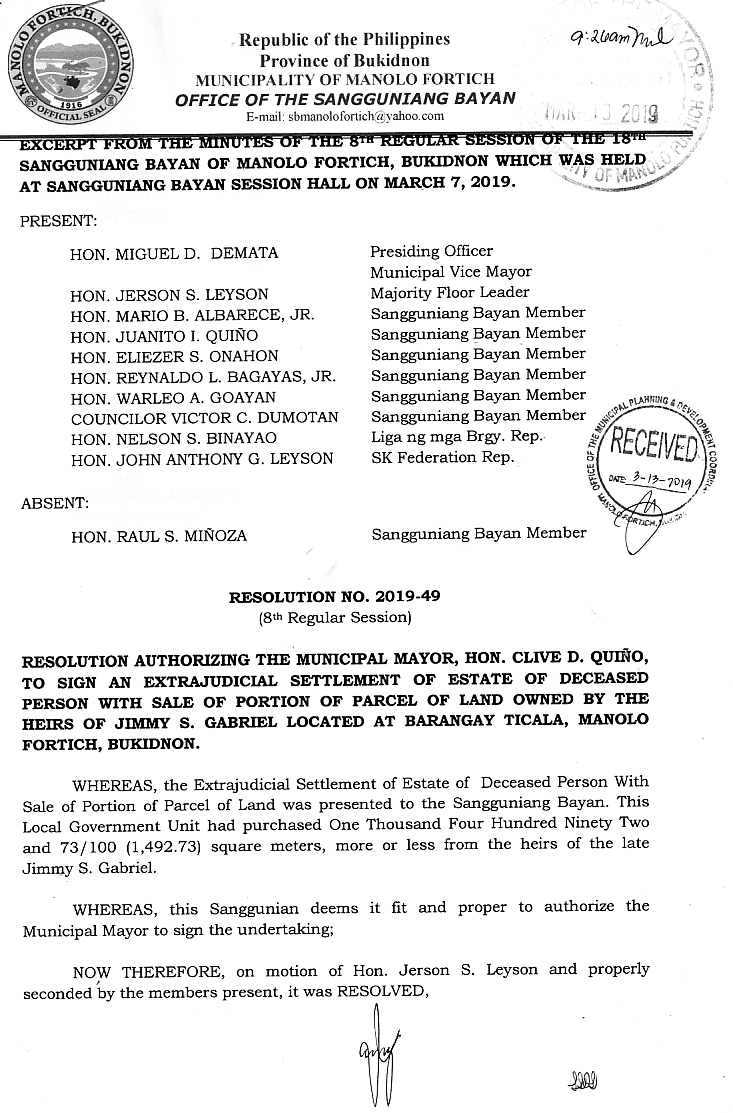 MANOLO FORTICH, BUKIDNON
1916
OFFICIAL SEAL
Republic of the Philippines
Province of Bukidnon
MUNICIPALITY OF MANOLO FORTICH
OFFICE OF THE SANGGUNIANG BAYAN
E-mail: sbmanolofortich@yahoo.com
9:26am
MAR 13 2019
EXCERPT FROM THE MINUTES OF THE 8TH REGULAR SESSION OF THE 18TH
SANGGUNIANG BAYAN OF MANOLO FORTICH, BUKIDNON WHICH WAS HELD
AT SANGGUNIANG BAYAN SESSION HALL ON MARCH 7, 2019.
PRESENT:
HON. MIGUEL D. DEMATA Presiding Officer
Municipal Vice Mayor
HON. JERSON S. LEYSON Majority Floor Leader
HON. MARIO B. ALBARECE, JR. Sangguniang Bayan Member
HON. JUANITO I. QUIÑO Sangguniang Bayan Member
HON. ELIEZER S. ONAHON Sangguniang Bayan Member
HON. REYNALDO L. BAGAYAS, JR. Sangguniang Bayan Member
HON. WARLEO A. GOAYAN Sangguniang Bayan Member
COUNCILOR VICTOR C. DUMOTAN Sangguniang Bayan Member
HON. NELSON S. BINAYAO Liga ng mga Brgy. Rep.
HON. JOHN ANTHONY G. LEYSON SK Federation Rep.
OFFICE OF THE MUNICIPAL PLANNING & DEVELOPMENT
RECEIVED
DATE 3-13-2019
MANOLO FORTICH,
ABSENT:
HON. RAUL S. MIÑOZA Sangguniang Bayan Member
RESOLUTION NO. 2019-49
(8th Regular Session)
RESOLUTION AUTHORIZING THE MUNICIPAL MAYOR, HON. CLIVE D. QUIÑO,
TO SIGN AN EXTRAJUDICIAL SETTLEMENT OF ESTATE OF DECEASED
PERSON WITH SALE OF PORTION OF PARCEL OF LAND OWNED BY THE
HEIRS OF JIMMY S. GABRIEL LOCATED AT BARANGAY TICALA, MANOLO
FORTICH, BUKIDNON.
WHEREAS, the Extrajudicial Settlement of Estate of Deceased Person With
Sale of Portion of Parcel of Land was presented to the Sangguniang Bayan. This
Local Government Unit had purchased One Thousand Four Hundred Ninety Two
and 73/100 (1,492.73) square meters, more or less from the heirs of the late
Jimmy S. Gabriel.
WHEREAS, this Sanggunian deems it fit and proper to authorize the
Municipal Mayor to sign the undertaking;
NOW THEREFORE, on motion of Hon. Jerson S. Leyson and properly
seconded by the members present, it was RESOLVED,